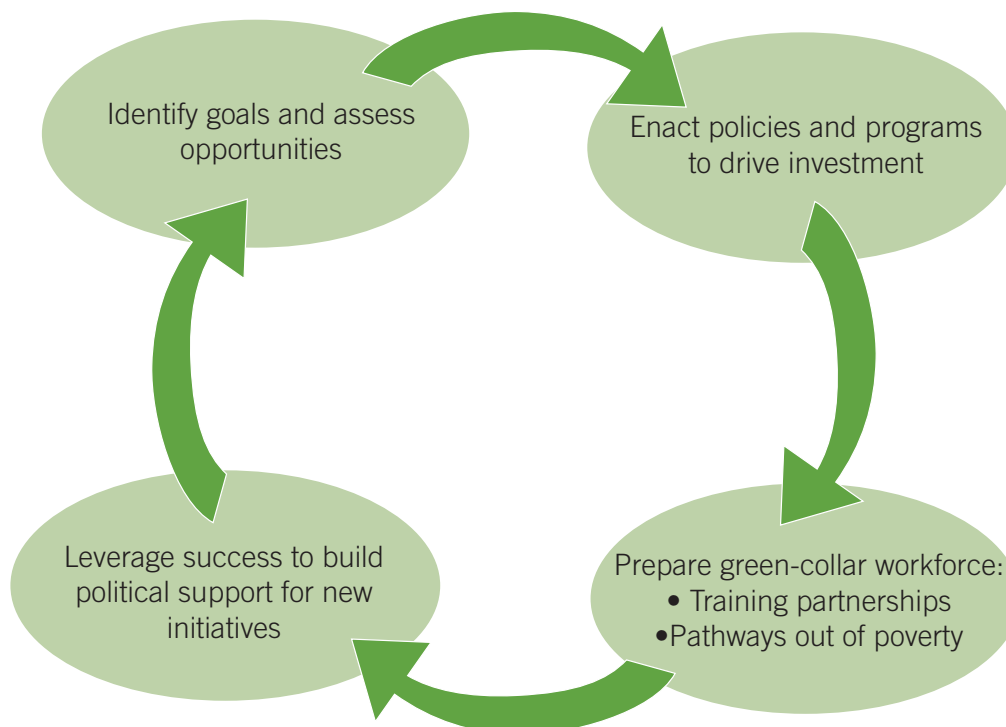 Identify goals and assess
opportunities
Enact policies and programs
to drive investment
Prepare green-collar workforce:
• Training partnerships
•Pathways out of poverty
Leverage success to build
political support for new
initiatives